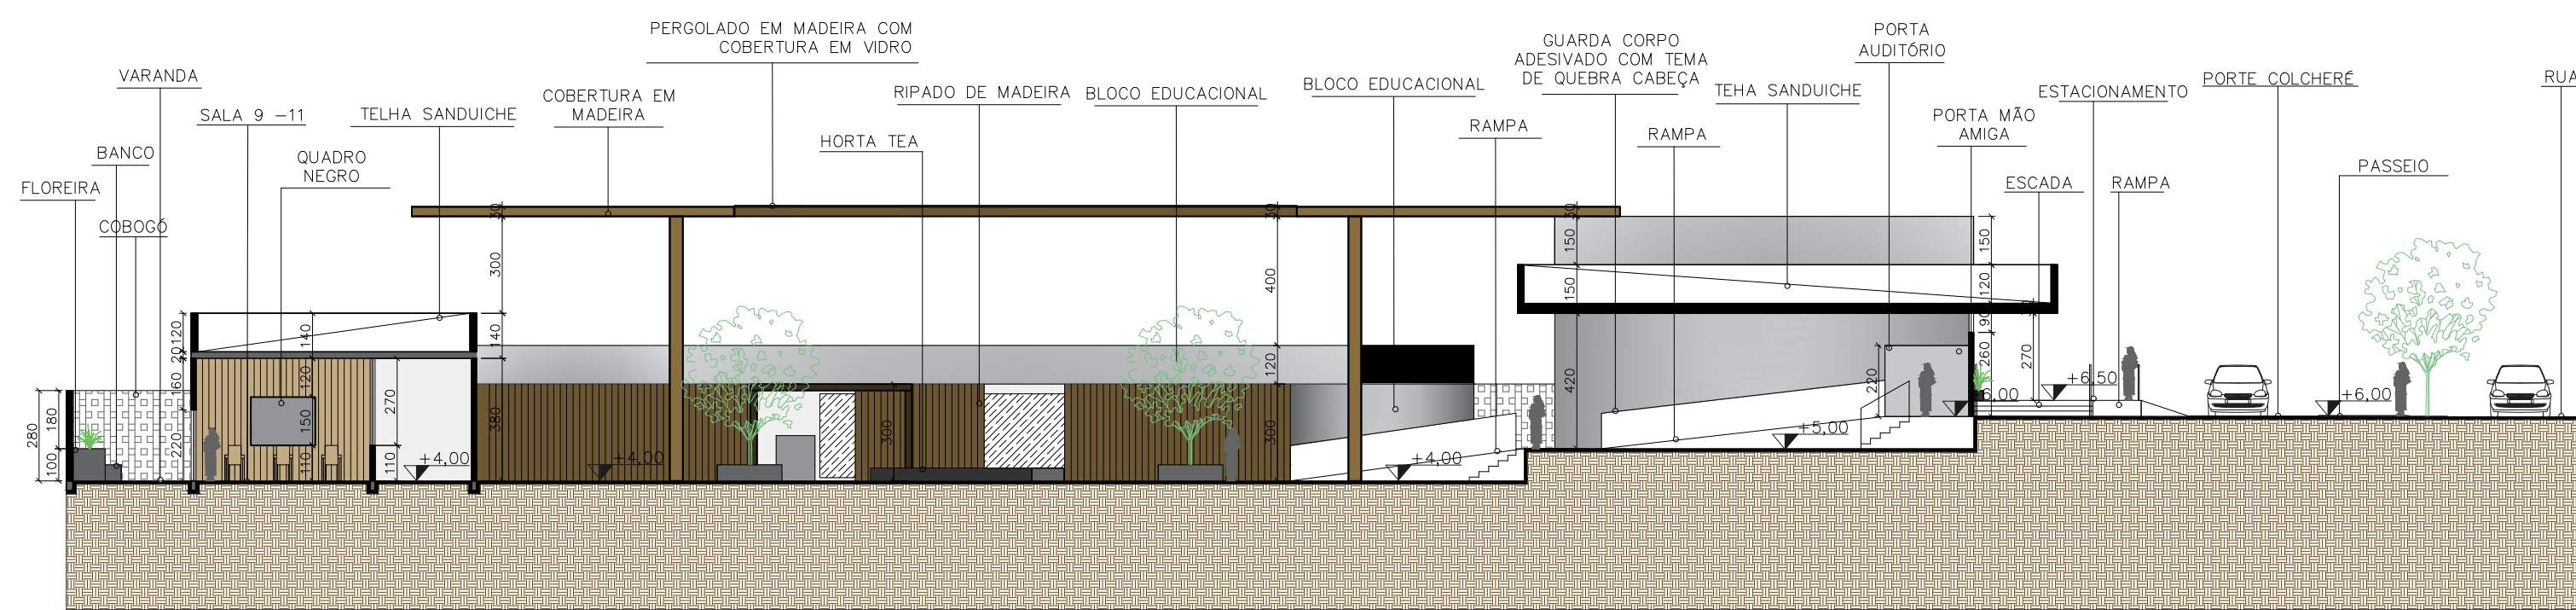 PERGOLADO EM MADEIRA COM
COBERTURA EM VIDRO
PORTA
AUDITÓRIO
GUARDA CORPO
ADESIVADO COM TEMA
DE QUEBRA CABEÇA
VARANDA
BLOCO EDUCACIONAL
PORTE COLCHERÉ
RUA
RIPADO DE MADEIRA
BLOCO EDUCACIONAL
TEHA SANDUICHE
ESTACIONAMENTO
COBERTURA EM
MADEIRA
SALA 9 -11
TELHA SANDUICHE
PORTA MÃO
AMIGA
RAMPA
RAMPA
HORTA TEA
BANCO
QUADRO
NEGRO
PASSEIO
FLOREIRA
ESCADA
RAMPA
COBOGÓ
30
30
30
300
400
150
150
150
120
120
20
160
220
140
140
120
150
110
270
110
380
300
120
300
420
220
90
260
270
280
180
100
+4,00
+4,00
+4,00
+5,00
6,00
+6,50
+6,00